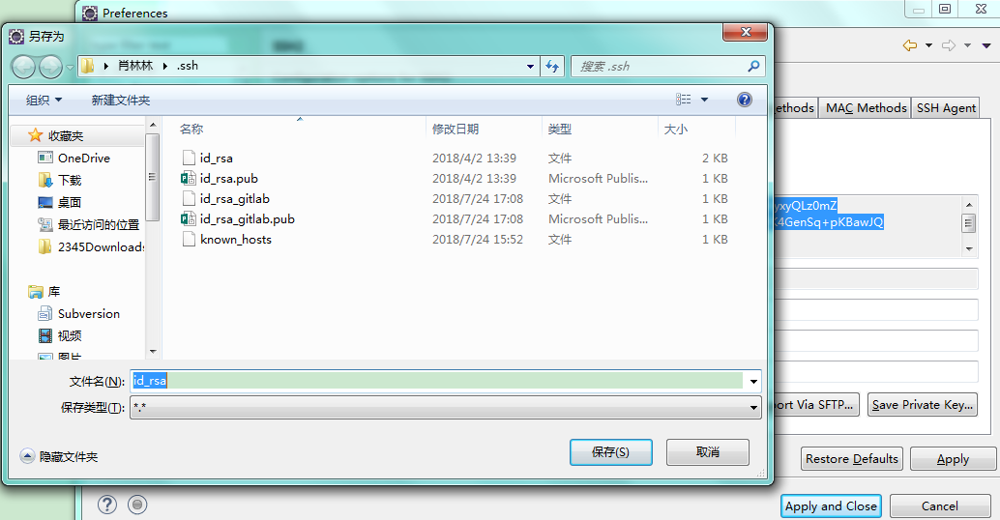 Preferences
另存为
肖林林 .ssh
搜索 .ssh
组织 新建文件夹
名称 修改日期 类型 大小
收藏夹
OneDrive
下载
桌面
最近访问的位置
2345Downloads
库
Subversion
视频
图片
id_rsa 2018/4/2 13:39 文件 2 KB
id_rsa.pub 2018/4/2 13:39 Microsoft Publis... 1 KB
id_rsa_gitlab 2018/7/24 17:08 文件 2 KB
id_rsa_gitlab.pub 2018/7/24 17:08 Microsoft Publis... 1 KB
known_hosts 2018/7/24 15:52 文件 1 KB
文件名(N): id_rsa
保存类型(T): *.*
隐藏文件夹
保存(S) 取消
ethods MAC Methods SSH Agent
yxyQLz0mZ
4GenSq+pKBawJQ
ort Via SFTP... Save Private Key...
Restore Defaults Apply
Apply and Close Cancel